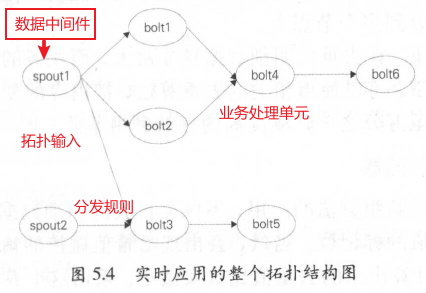 数据中间件
bolt1
spout1
bolt4
bolt6
bolt2
业务处理单元
拓扑输入
分发规则
spout2
bolt3
bolt5
图 5.4 实时应用的整个拓扑结构图